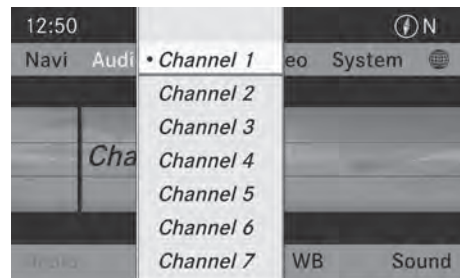 12:50 N
Navi Audi • Channel 1 eo System
Channel 2
Channel 3
Cha Channel 4
Channel 5
Channel 6
Channel 7 WB Sound